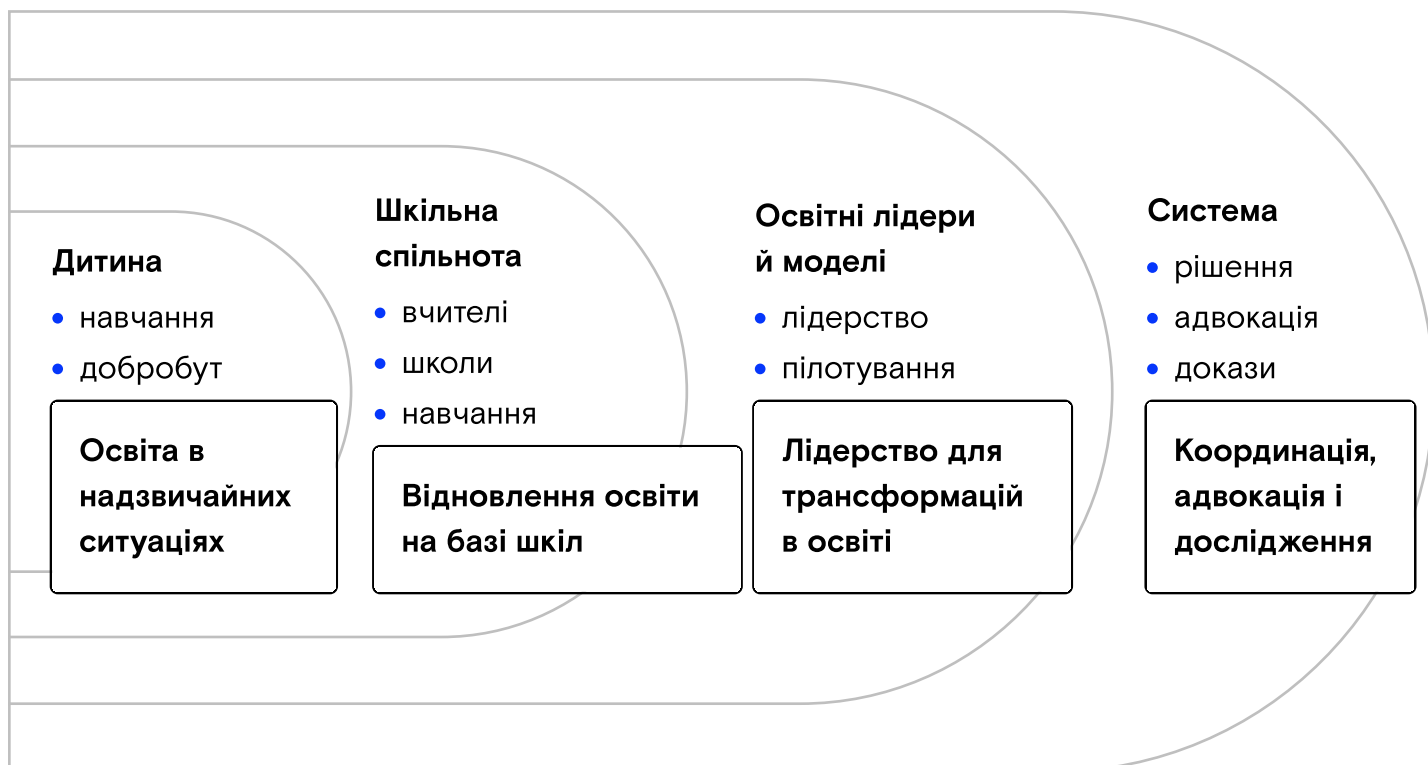 Дитина
навчання
добробут
Освіта в
надзвичайних
ситуаціях
Шкільна
спільнота
вчителі
школи
навчання
Відновлення освіти
на базі шкіл
Освітні лідери
й моделі
лідерство
пілотування
Лідерство для
трансформацій
в освіті
Система
рішення
адвокація
докази
Координація,
адвокація і
дослідження